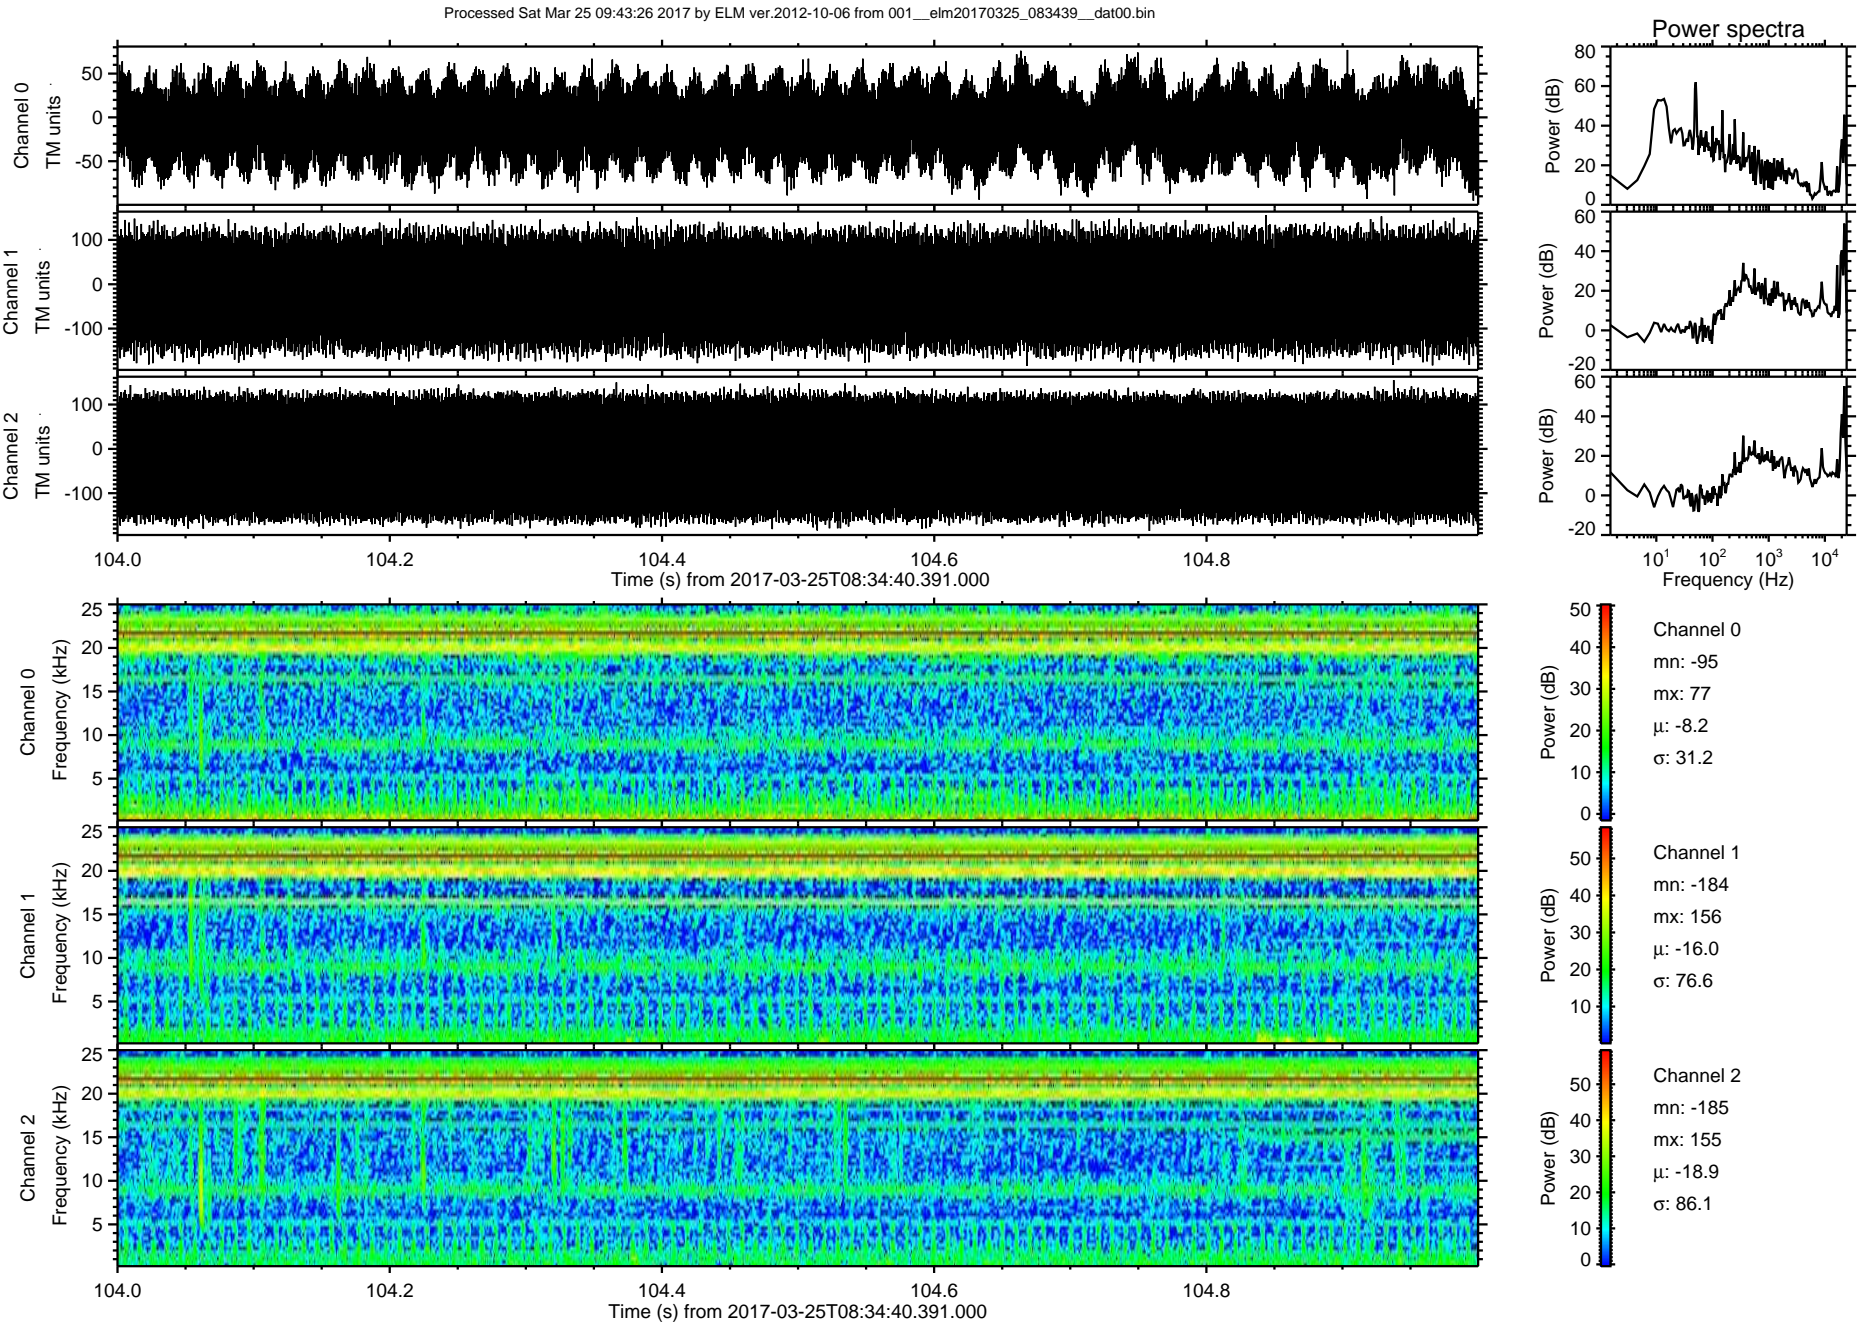 Processed Sat Mar 25 09:43:26 2017 by ELM ver.2012-10-06 from 001__elm20170325_083439__dat00.bin
Power spectra
Channel 0
TM units
50
0
-50
Power (dB)
80
60
40
20
0
Channel 1
TM units
100
0
-100
Power (dB)
60
40
20
0
-20
Channel 2
TM units
100
0
-100
Power (dB)
60
40
20
0
-20
104.0 104.2 104.4 104.6 104.8
Time (s) from 2017-03-25T08:34:40.391.000
10^1 10^2 10^3 10^4
Frequency (Hz)
Channel 0
Frequency (kHz)
25
20
15
10
5
Power (dB)
50
40
30
20
10
0
Channel 0
mn: -95
mx: 77
μ: -8.2
σ: 31.2
Channel 1
Frequency (kHz)
25
20
15
10
5
Power (dB)
50
40
30
20
10
Channel 1
mn: -184
mx: 156
μ: -16.0
σ: 76.6
Channel 2
Frequency (kHz)
25
20
15
10
5
Power (dB)
50
40
30
20
10
0
Channel 2
mn: -185
mx: 155
μ: -18.9
σ: 86.1
104.0 104.2 104.4 104.6 104.8
Time (s) from 2017-03-25T08:34:40.391.000